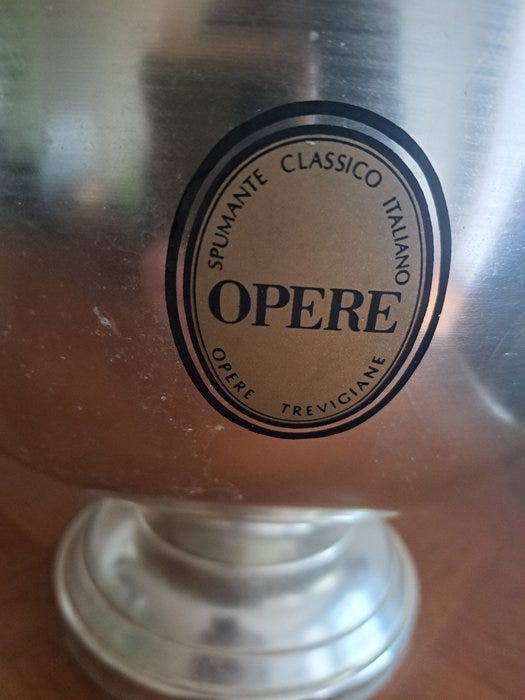 SPUMANTE CLASSICO ITALIANO
OPERE
OPERE TREVIGIANE